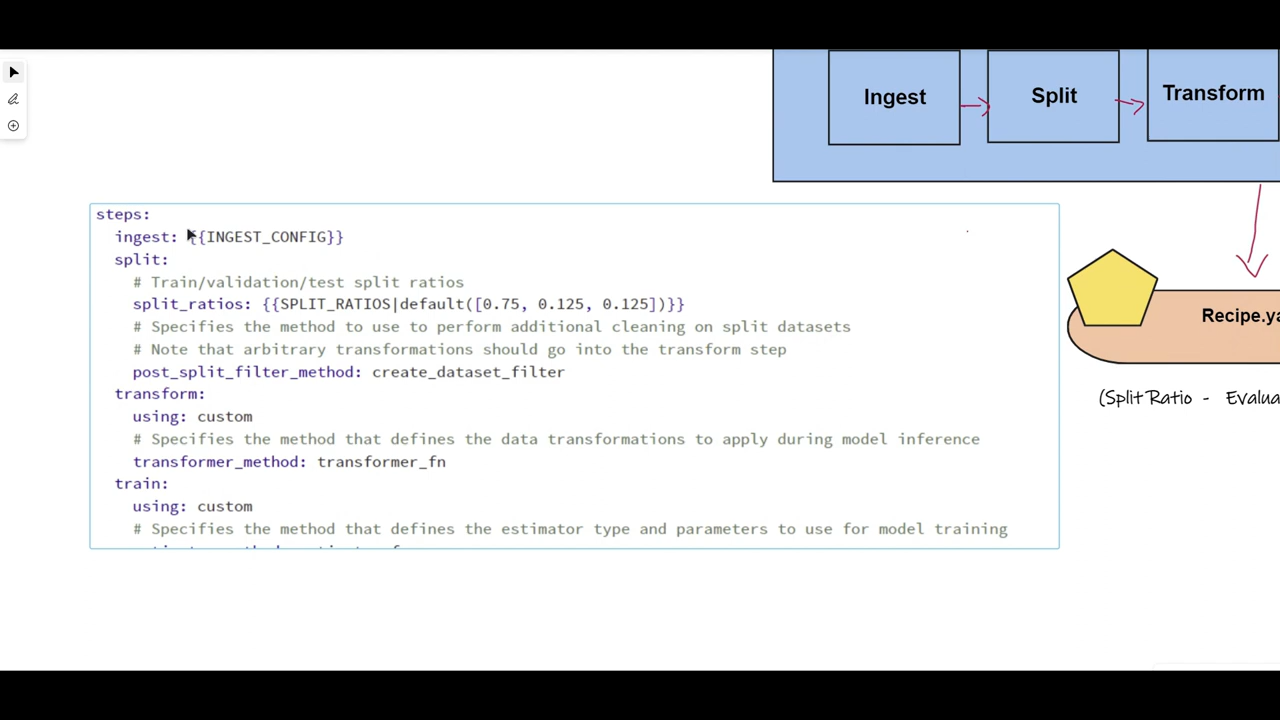 Ingest
Split
Transform
steps:
ingest: {{INGEST_CONFIG}}
split:
# Train/validation/test split ratios
split_ratios: {{SPLIT_RATIOS|default([0.75, 0.125, 0.125])}}
# Specifies the method to use to perform additional cleaning on split datasets
# Note that arbitrary transformations should go into the transform step
post_split_filter_method: create_dataset_filter
transform:
using: custom
# Specifies the method that defines the data transformations to apply during model inference
transformer_method: transformer_fn
train:
using: custom
# Specifies the method that defines the estimator type and parameters to use for model training
Recipe.ya
(Split Ratio - Evalua